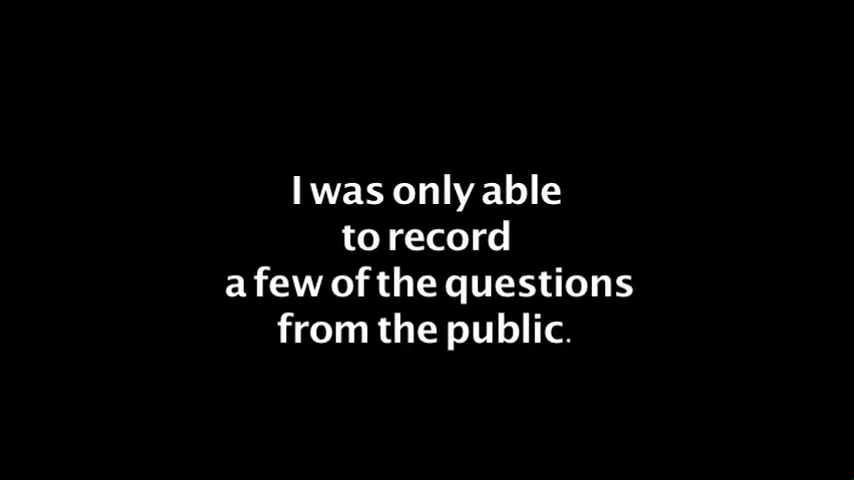 I was only able
to record
a few of the questions
from the public.